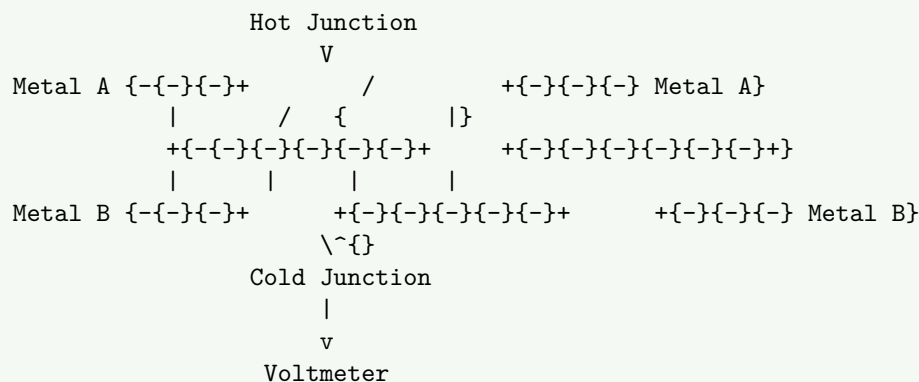 Hot Junction
V
Metal A {-{-}{-}+ / +{-}{-}{-} Metal A}
| / { |}
+{-{-}{-}{-}{-}{-}+ +{-}{-}{-}{-}{-}{-}+}
| | | |
Metal B {-{-}{-}+ +{-}{-}{-}{-}{-}+ +{-}{-}{-} Metal B}
\^{}
Cold Junction
|
v
Voltmeter